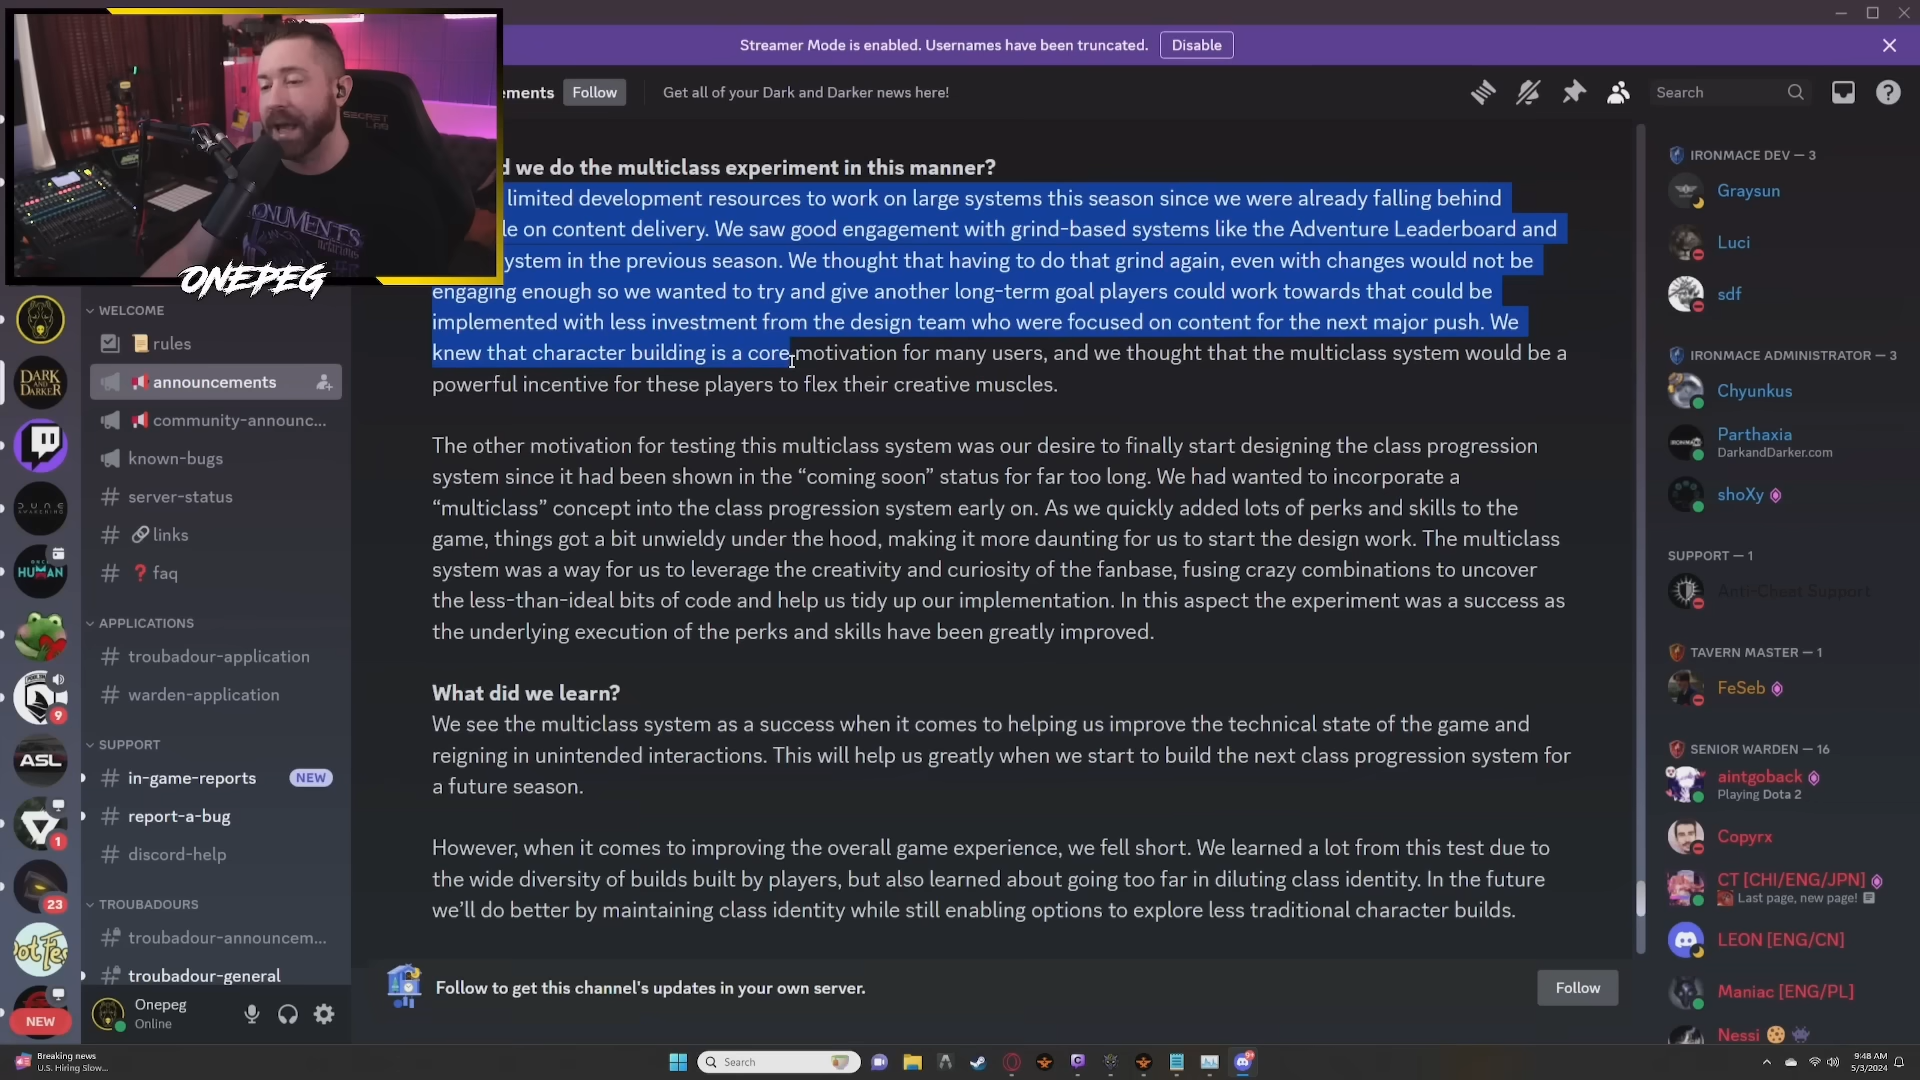 Streamer Mode is enabled. Usernames have been truncated. Disable
ements Follow Get all of your Dark and Darker news here! Search
SECRET LAB
MONUMENTS
ONEPEG
WELCOME
rules
announcements
community-announc...
known-bugs
server-status
links
faq
APPLICATIONS
troubadour-application
warden-application
SUPPORT
in-game-reports NEW
report-a-bug
discord-help
TROUBADOURS
troubadour-announcem...
troubadour-general
Onepeg
Online
DARK AND DARKER
DUNE
AWAKENING
ONCE HUMAN
9
ASL
1
23
NEW
d we do the multiclass experiment in this manner?
limited development resources to work on large systems this season since we were already falling behind
le on content delivery. We saw good engagement with grind-based systems like the Adventure Leaderboard and
ystem in the previous season. We thought that having to do that grind again, even with changes would not be
engaging enough so we wanted to try and give another long-term goal players could work towards that could be
implemented with less investment from the design team who were focused on content for the next major push. We
knew that character building is a core motivation for many users, and we thought that the multiclass system would be a
powerful incentive for these players to flex their creative muscles.
The other motivation for testing this multiclass system was our desire to finally start designing the class progression
system since it had been shown in the “coming soon” status for far too long. We had wanted to incorporate a
“multiclass” concept into the class progression system early on. As we quickly added lots of perks and skills to the
game, things got a bit unwieldy under the hood, making it more daunting for us to start the design work. The multiclass
system was a way for us to leverage the creativity and curiosity of the fanbase, fusing crazy combinations to uncover
the less-than-ideal bits of code and help us tidy up our implementation. In this aspect the experiment was a success as
the underlying execution of the perks and skills have been greatly improved.
What did we learn?
We see the multiclass system as a success when it comes to helping us improve the technical state of the game and
reigning in unintended interactions. This will help us greatly when we start to build the next class progression system for
a future season.
However, when it comes to improving the overall game experience, we fell short. We learned a lot from this test due to
the wide diversity of builds built by players, but also learned about going too far in diluting class identity. In the future
we’ll do better by maintaining class identity while still enabling options to explore less traditional character builds.
Follow to get this channel's updates in your own server. Follow
IRONMACE DEV — 3
Graysun
Luci
sdf
IRONMACE ADMINISTRATOR — 3
Chyunkus
Parthaxia
DarkandDarker.com
shoXy
SUPPORT — 1
Anti-Cheat Support
TAVERN MASTER — 1
FeSeb
SENIOR WARDEN — 16
aintgoback
Playing Dota 2
Copyrx
CT [CHI/ENG/JPN]
Last page, new page!
LEON [ENG/CN]
Maniac [ENG/PL]
Nessi
Breaking news
U.S. Hiring Slow...
Search
9:48 AM
5/3/2024